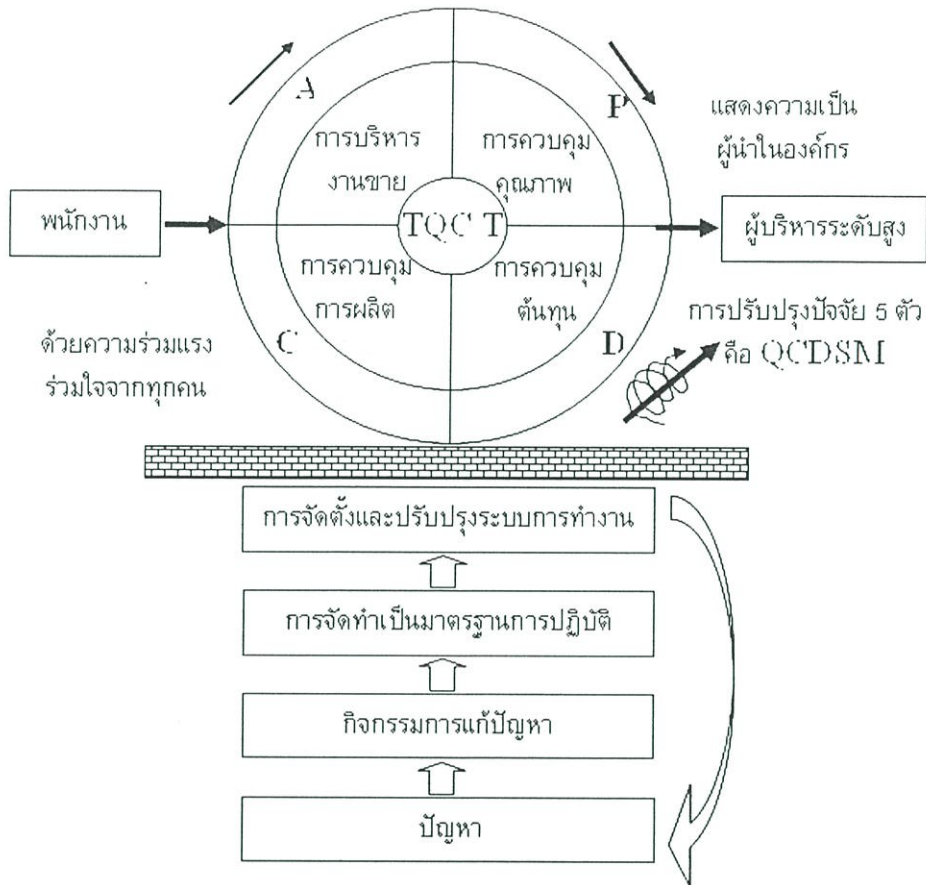 A
P
การบริหาร
งานขาย
การควบคุม
คุณภาพ
แสดงความเป็น
ผู้นำในองค์กร
พนักงาน
TQC T
ผู้บริหารระดับสูง
การควบคุม
การผลิต
การควบคุม
ต้นทุน
ด้วยความร่วมแรง
ร่วมใจจากทุกคน
C
D
การปรับปรุงปัจจัย 5 ตัว
คือ QCDSM
การจัดตั้งและปรับปรุงระบบการทำงาน
การจัดทำเป็นมาตรฐานการปฏิบัติ
กิจกรรมการแก้ปัญหา
ปัญหา